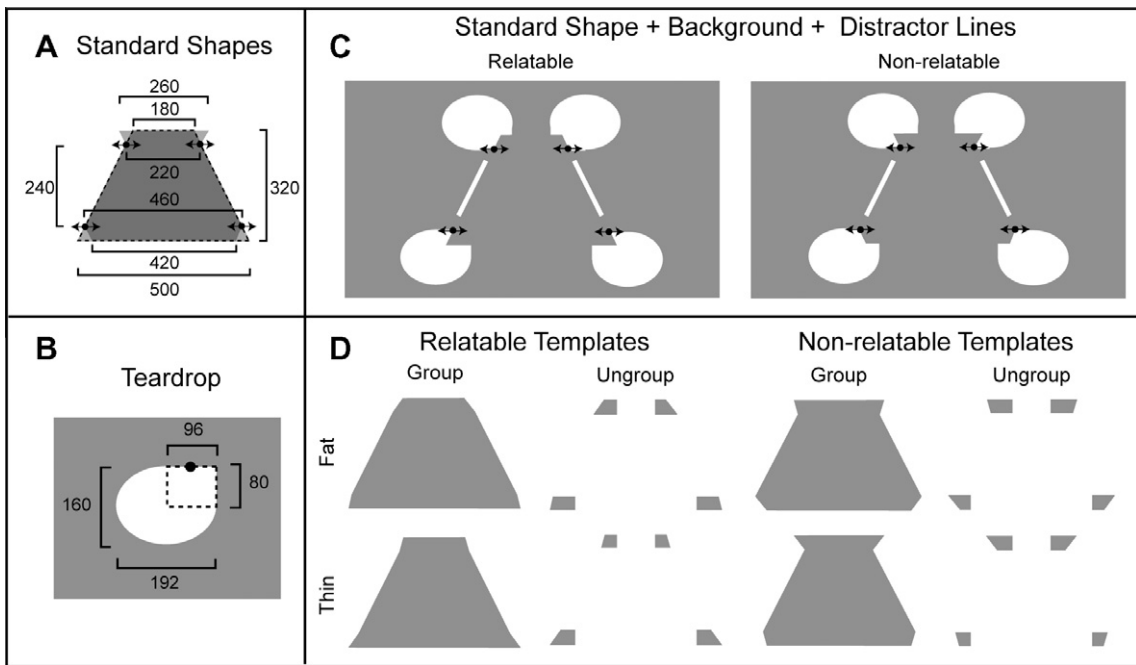 A
Standard Shapes
260
180
240
220
320
460
420
500
B
Teardrop
96
160
80
192
C
Standard Shape + Background + Distractor Lines
Relatable
Non-relatable
D
Relatable Templates
Non-relatable Templates
Group
Ungroup
Group
Ungroup
Fat
Thin